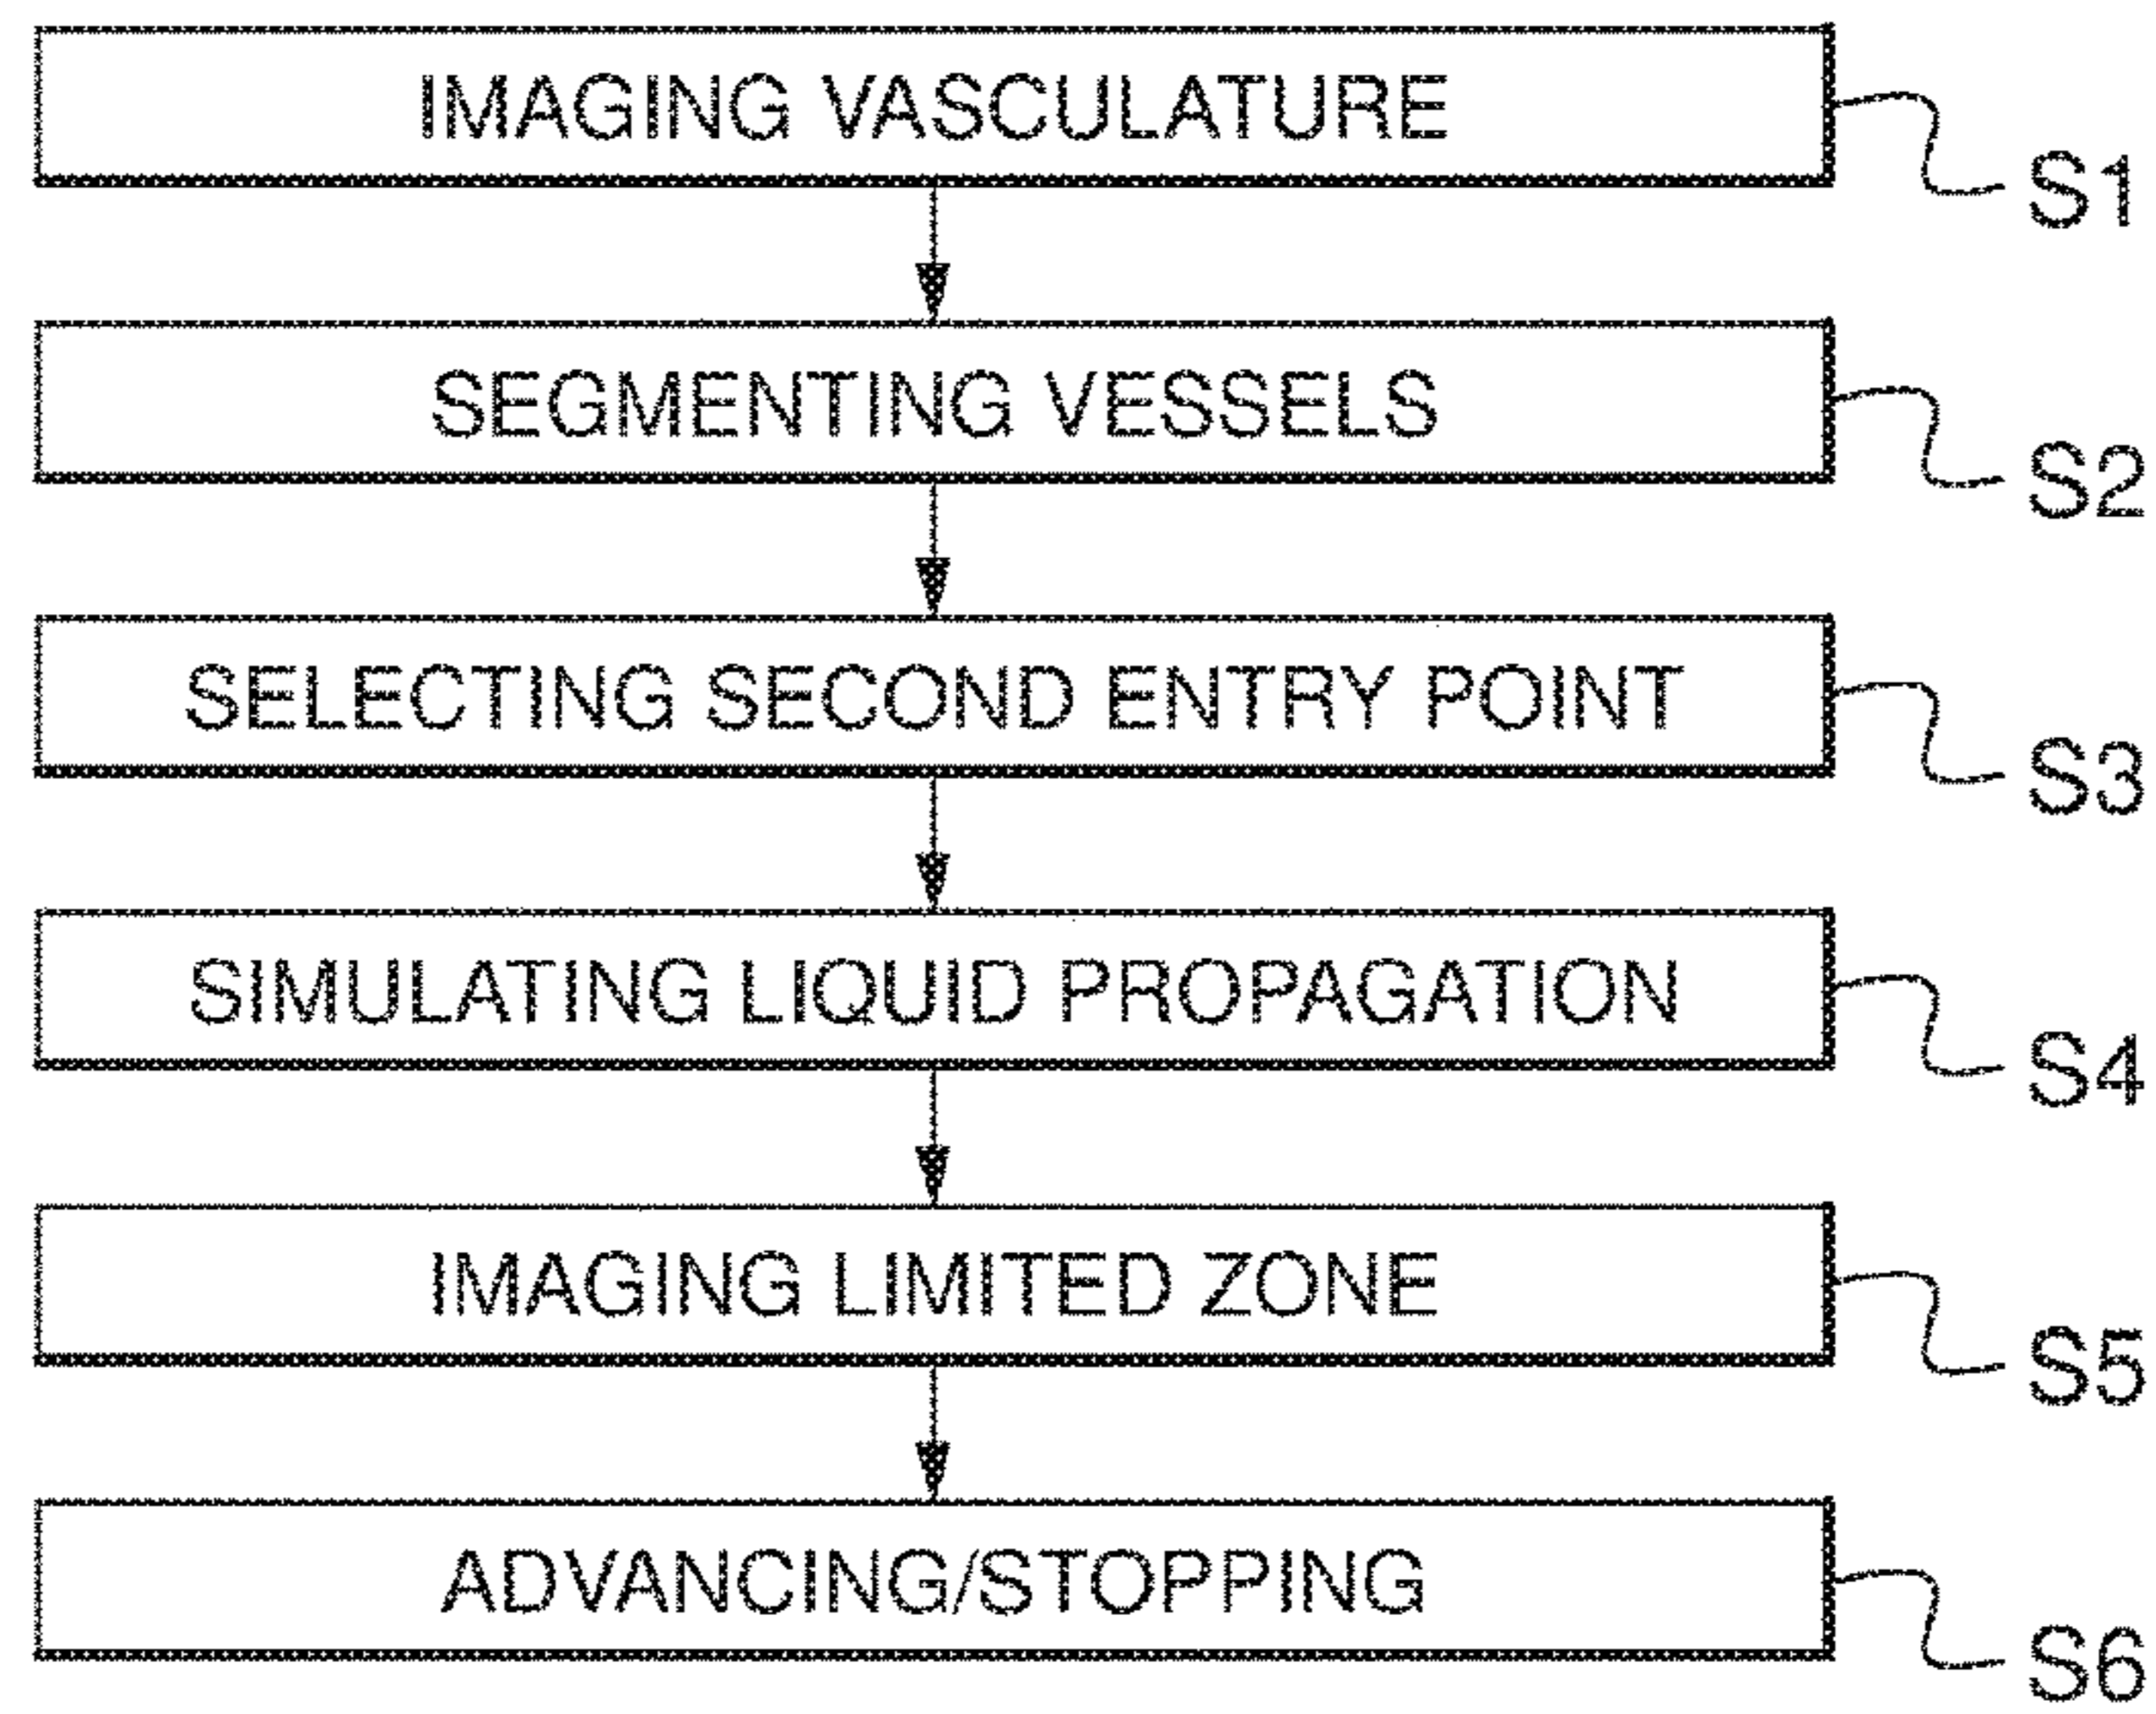 IMAGING VASCULATURE
S1
SEGMENTING VESSELS
S2
SELECTING SECOND ENTRY POINT
S3
SIMULATING LIQUID PROPAGATION
S4
IMAGING LIMITED ZONE
S5
ADVANCING/STOPPING
S6